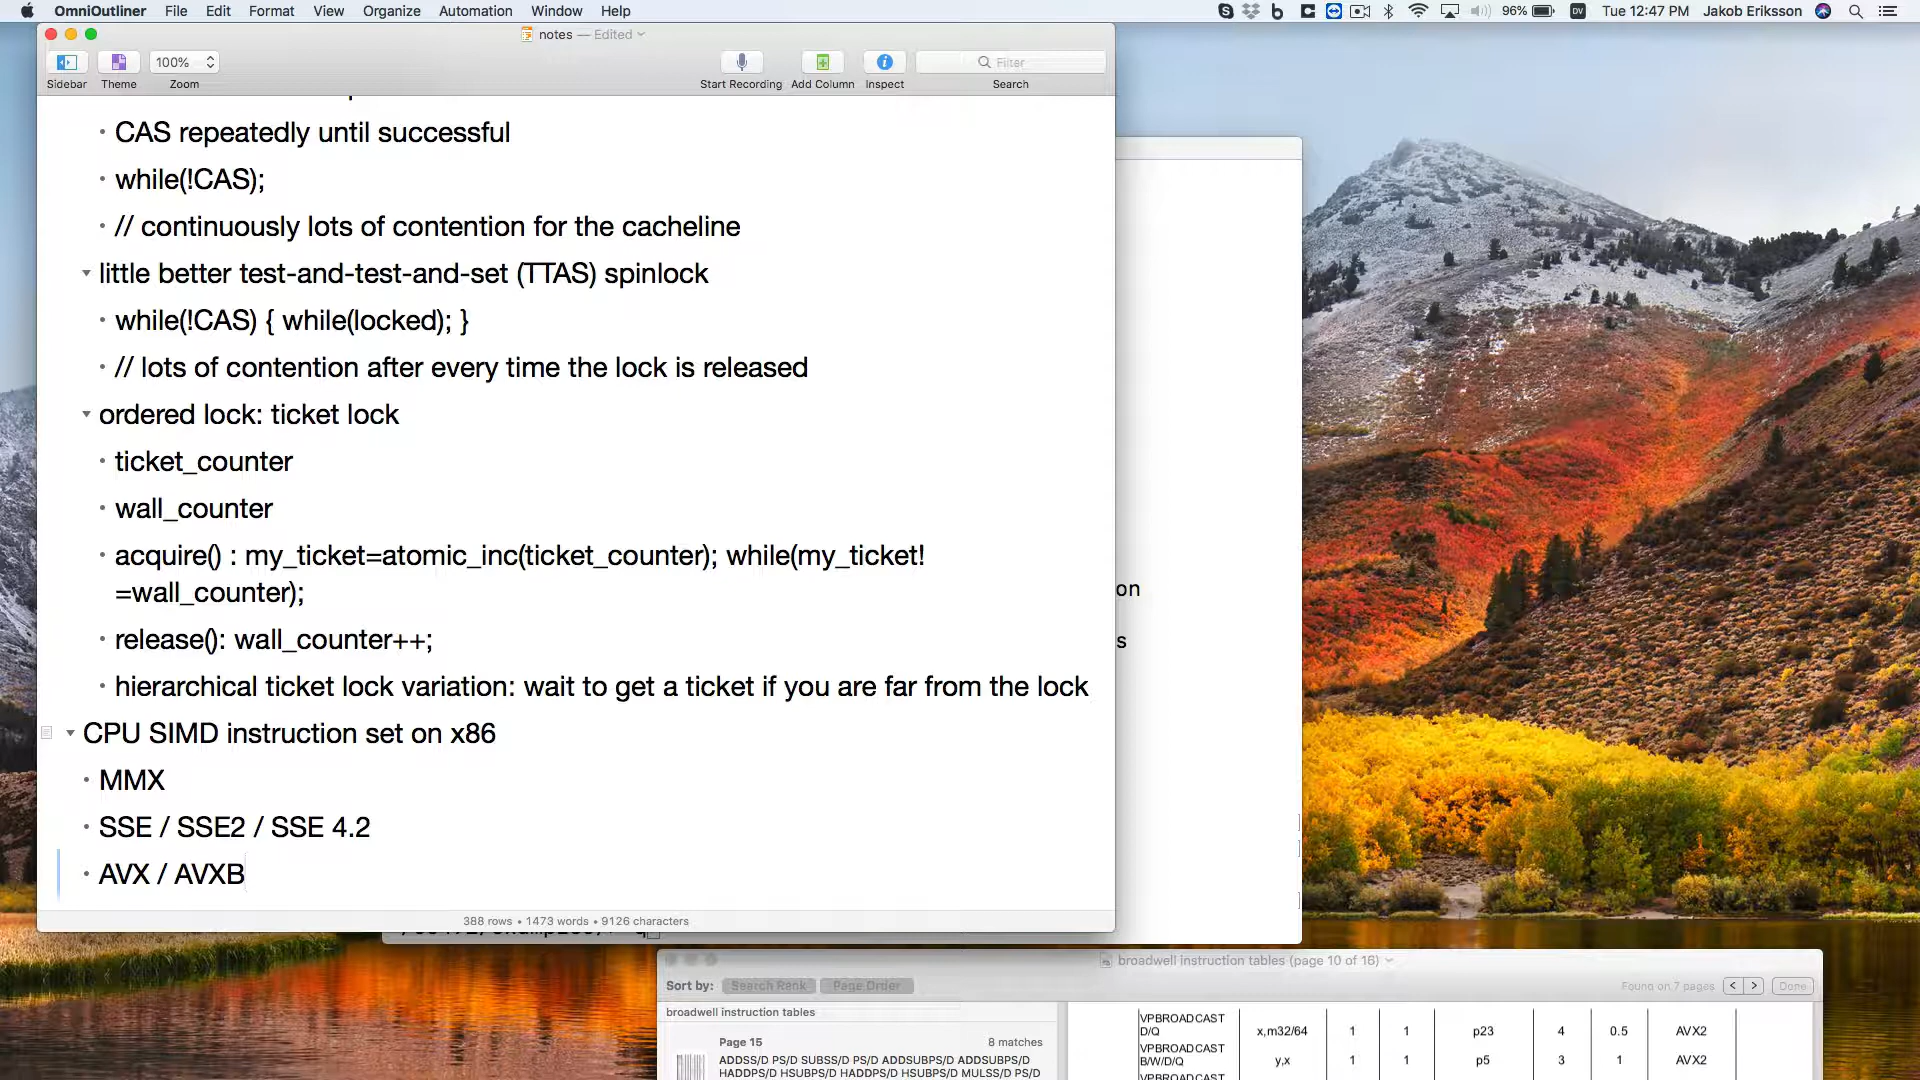 OmniOutliner File Edit Format View Organize Automation Window Help
96% DV Tue 12:47 PM Jakob Eriksson
notes — Edited
100%
Filter
Sidebar Theme Zoom Start Recording Add Column Inspect Search
• CAS repeatedly until successful
• while(!CAS);
• // continuously lots of contention for the cacheline
little better test-and-test-and-set (TTAS) spinlock
• while(!CAS) { while(locked); }
• // lots of contention after every time the lock is released
ordered lock: ticket lock
• ticket_counter
• wall_counter
• acquire() : my_ticket=atomic_inc(ticket_counter); while(my_ticket!
=wall_counter);
• release(): wall_counter++;
• hierarchical ticket lock variation: wait to get a ticket if you are far from the lock
CPU SIMD instruction set on x86
• MMX
• SSE / SSE2 / SSE 4.2
• AVX / AVXB
388 rows • 1473 words • 9126 characters
on
s
broadwell instruction tables (page 10 of 16)
Sort by: Search Rank Page Order
Found on 7 pages < > Done
broadwell instruction tables
Page 15 8 matches
ADDSS/D PS/D SUBSS/D PS/D ADDSUBPS/D ADDSUBPS/D
HADDPS/D HSUBPS/D HADDPS/D HSUBPS/D MULSS/D PS/D
VPBROADCAST
D/Q x,m32/64 1 1 p23 4 0.5 AVX2
VPBROADCAST
B/W/D/Q y,x 1 1 p5 3 1 AVX2
VPBROADCAST